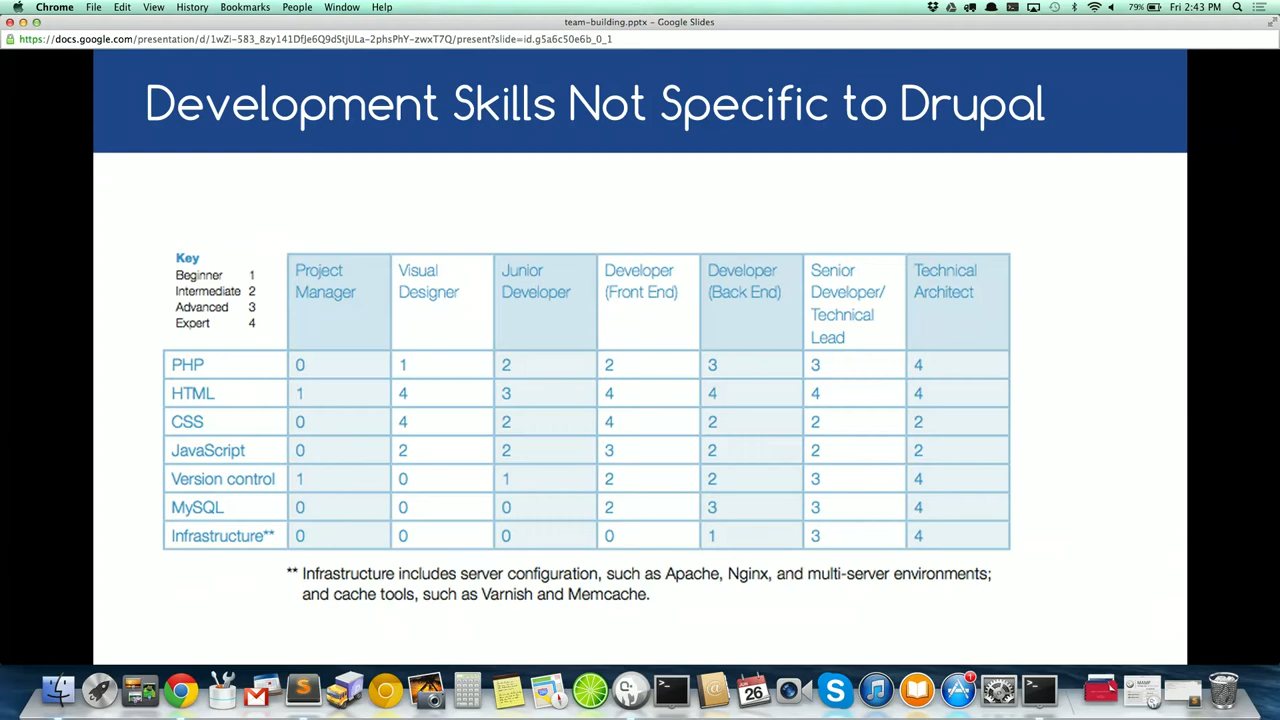 Chrome File Edit View History Bookmarks People Window Help 79% Fri 2:43 PM
team-building.pptx - Google Slides
https://docs.google.com/presentation/d/1wZi-583_8zy141DfJe6Q9dStjULa-2phsPhY-zwxT7Q/present?slide=id.g5a6c50e6b_0_1
Development Skills Not Specific to Drupal
Key
Beginner 1
Intermediate 2
Advanced 3
Expert 4
Project Manager
Visual Designer
Junior Developer
Developer (Front End)
Developer (Back End)
Senior Developer/ Technical Lead
Technical Architect
PHP 0 1 2 2 3 3 4
HTML 1 4 3 4 4 4 4
CSS 0 4 2 4 2 2 2
JavaScript 0 2 2 3 2 2 2
Version control 1 0 1 2 2 3 4
MySQL 0 0 0 2 3 3 4
Infrastructure** 0 0 0 0 1 3 4
** Infrastructure includes server configuration, such as Apache, Nginx, and multi-server environments;
and cache tools, such as Varnish and Memcache.
26
1